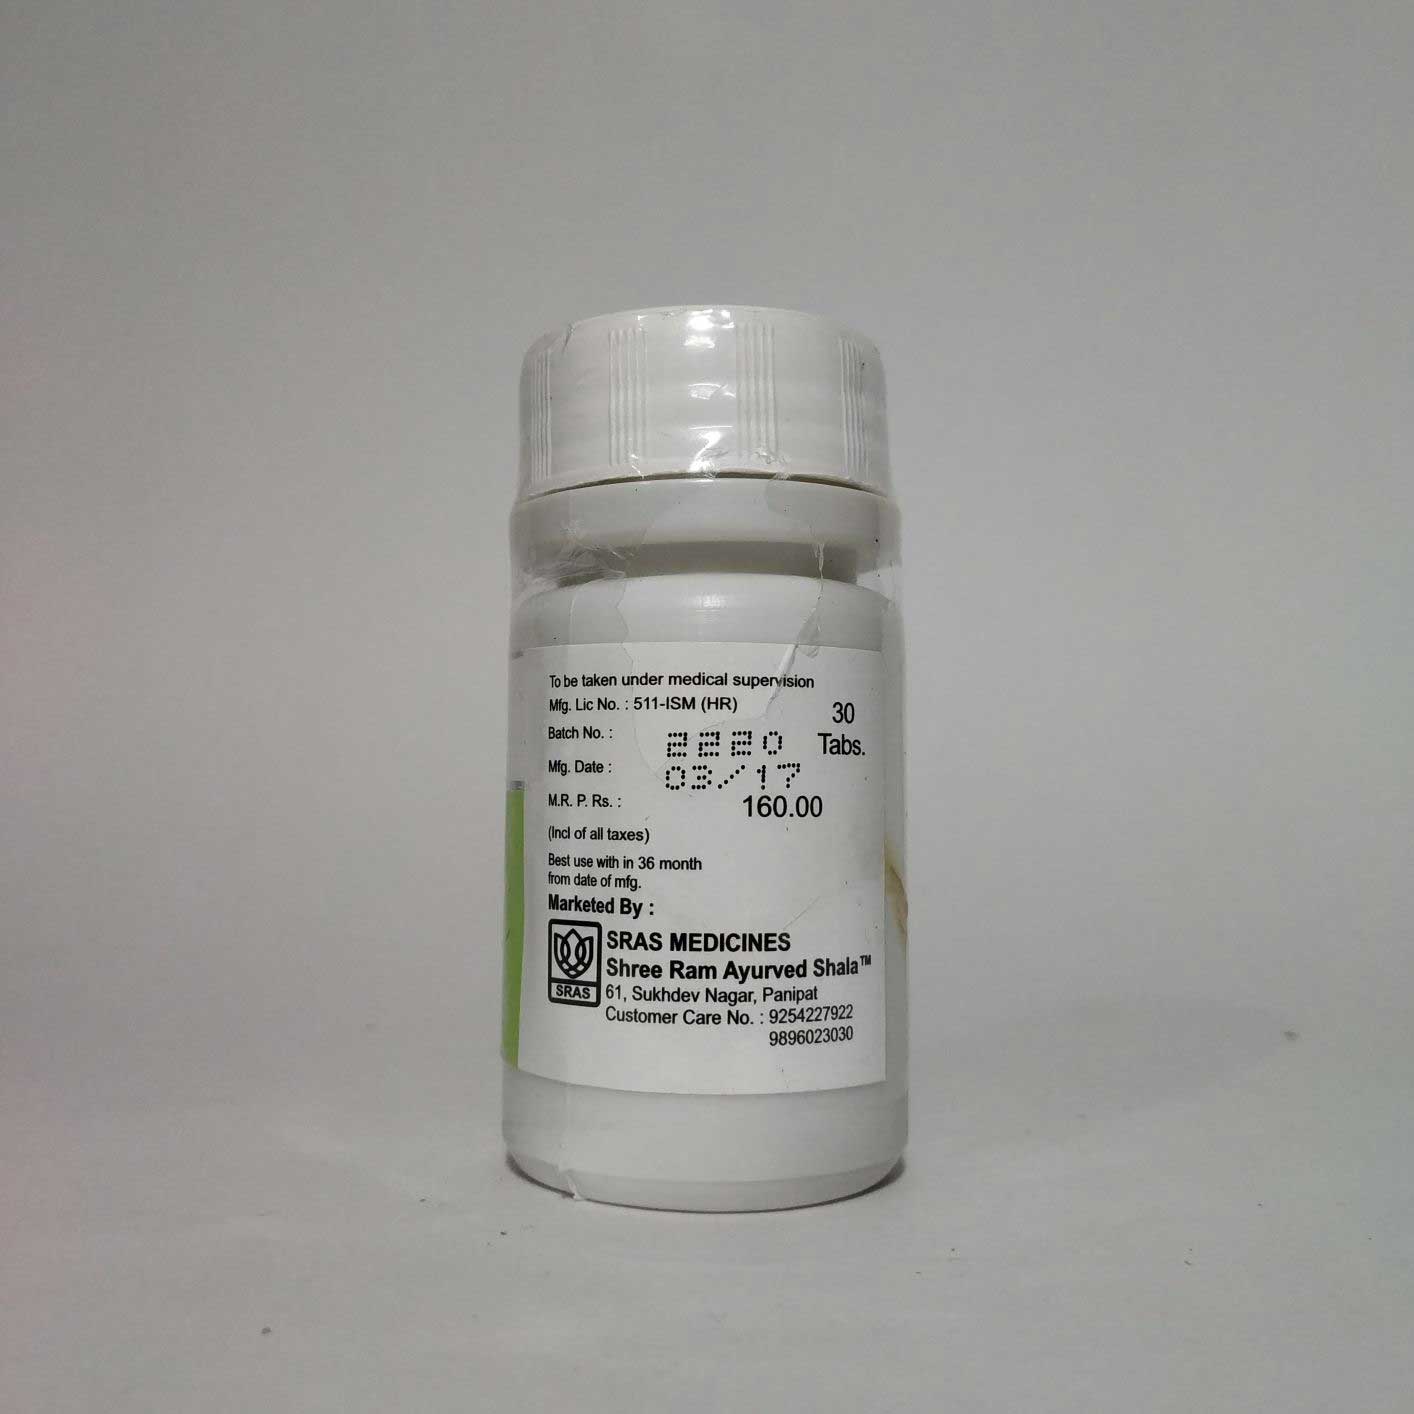 To be taken under medical supervision
Mfg. Lic No. : 511-ISM (HR)
30
Tabs.
Batch No. : 2220
Mfg. Date : 03/17
M.R. P. Rs. : 160.00
(Incl of all taxes)
Best use with in 36 month
from date of mfg.
Marketed By :
SRAS
SRAS MEDICINES
Shree Ram Ayurved Shala™
61, Sukhdev Nagar, Panipat
Customer Care No. : 9254227922
9896023030